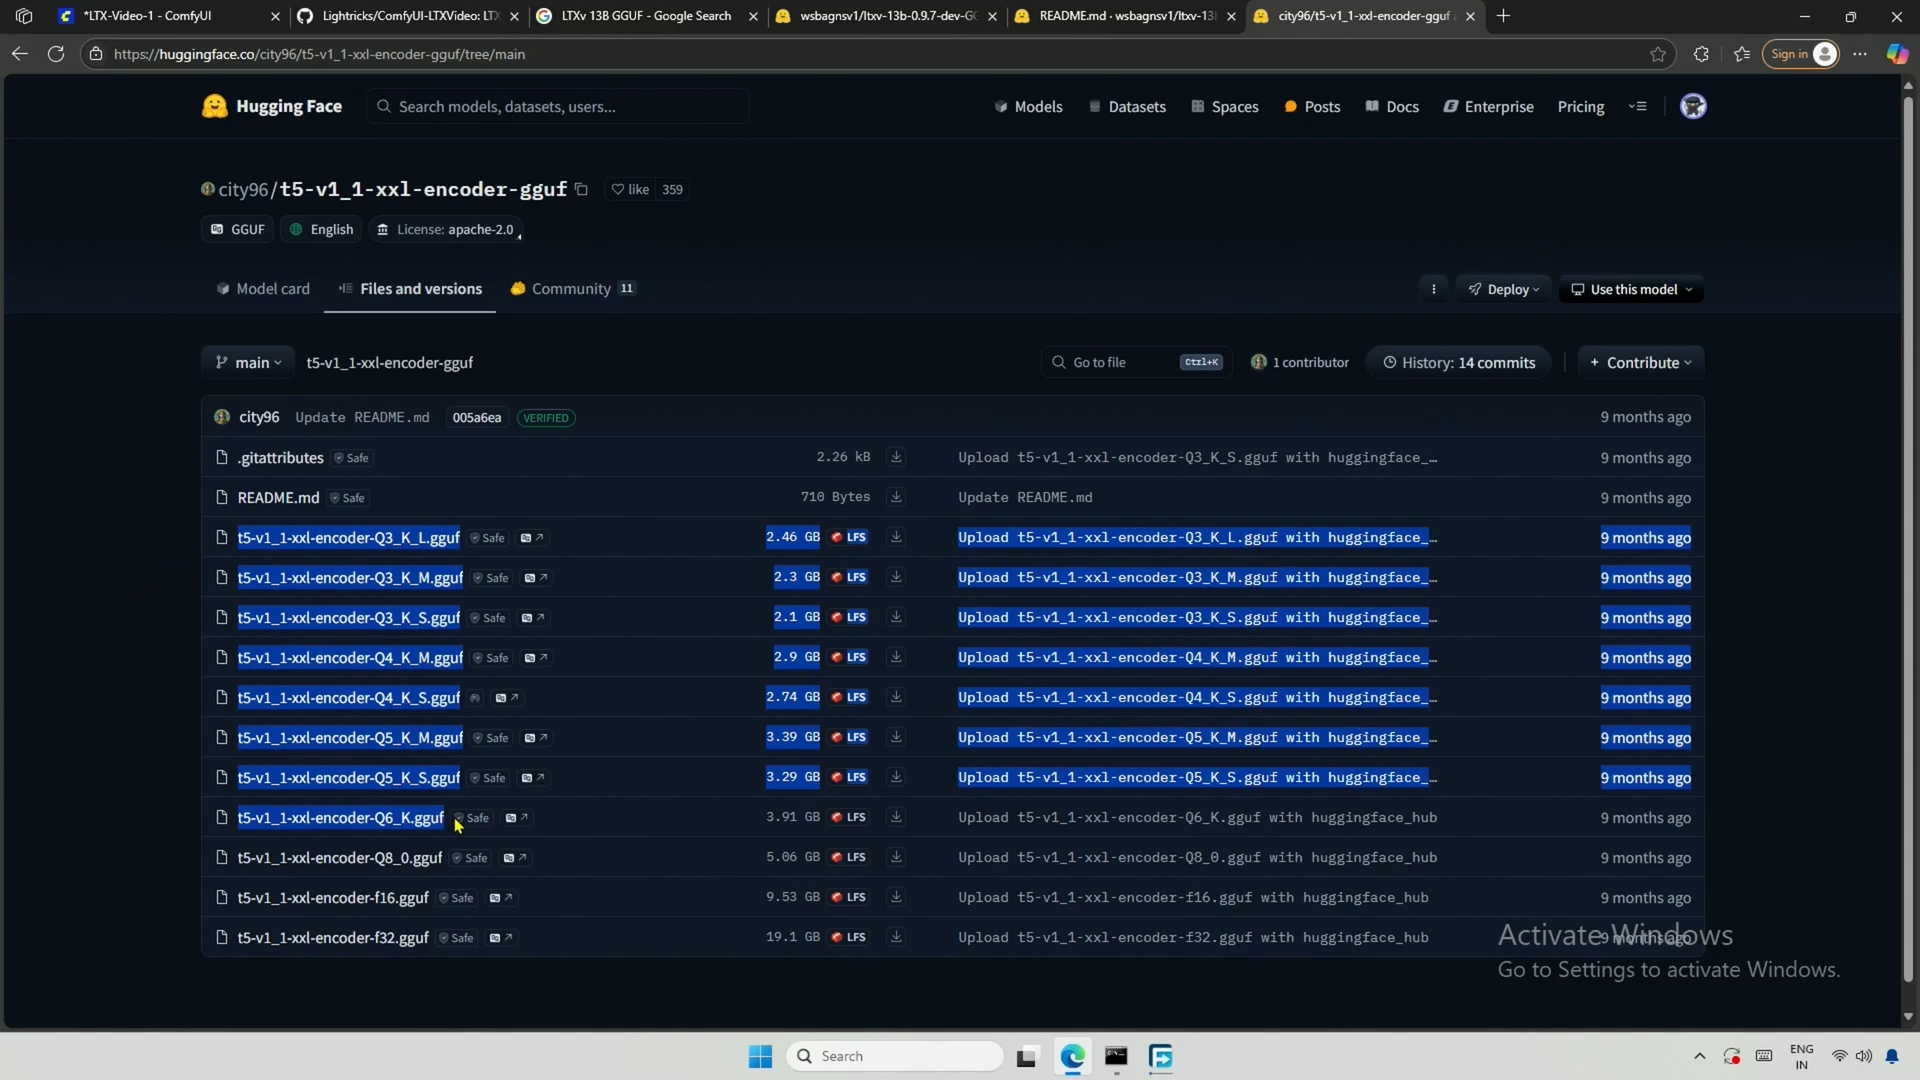 *LTX-Video-1 - ComfyUI
Lightricks/ComfyUI-LTXVideo: LTX
LTXv 13B GGUF - Google Search
wsbagnsv1/ltxv-13b-0.9.7-dev-GG
README.md · wsbagnsv1/ltxv-13b
city96/t5-v1_1-xxl-encoder-gguf a
https://huggingface.co/city96/t5-v1_1-xxl-encoder-gguf/tree/main
Sign in
Hugging Face
Search models, datasets, users...
Models
Datasets
Spaces
Posts
Docs
Enterprise
Pricing
city96/t5-v1_1-xxl-encoder-gguf
like 359
GGUF
English
License: apache-2.0
Model card
Files and versions
Community 11
Deploy
Use this model
main
t5-v1_1-xxl-encoder-gguf
Go to file Ctrl+K
1 contributor
History: 14 commits
+ Contribute
city96 Update README.md 005a6ea VERIFIED 9 months ago
.gitattributes Safe 2.26 kB Upload t5-v1_1-xxl-encoder-Q3_K_S.gguf with huggingface_… 9 months ago
README.md Safe 710 Bytes Update README.md 9 months ago
t5-v1_1-xxl-encoder-Q3_K_L.gguf Safe 2.46 GB LFS Upload t5-v1_1-xxl-encoder-Q3_K_L.gguf with huggingface_… 9 months ago
t5-v1_1-xxl-encoder-Q3_K_M.gguf Safe 2.3 GB LFS Upload t5-v1_1-xxl-encoder-Q3_K_M.gguf with huggingface_… 9 months ago
t5-v1_1-xxl-encoder-Q3_K_S.gguf Safe 2.1 GB LFS Upload t5-v1_1-xxl-encoder-Q3_K_S.gguf with huggingface_… 9 months ago
t5-v1_1-xxl-encoder-Q4_K_M.gguf Safe 2.9 GB LFS Upload t5-v1_1-xxl-encoder-Q4_K_M.gguf with huggingface_… 9 months ago
t5-v1_1-xxl-encoder-Q4_K_S.gguf 2.74 GB LFS Upload t5-v1_1-xxl-encoder-Q4_K_S.gguf with huggingface_… 9 months ago
t5-v1_1-xxl-encoder-Q5_K_M.gguf Safe 3.39 GB LFS Upload t5-v1_1-xxl-encoder-Q5_K_M.gguf with huggingface_… 9 months ago
t5-v1_1-xxl-encoder-Q5_K_S.gguf Safe 3.29 GB LFS Upload t5-v1_1-xxl-encoder-Q5_K_S.gguf with huggingface_… 9 months ago
t5-v1_1-xxl-encoder-Q6_K.gguf Safe 3.91 GB LFS Upload t5-v1_1-xxl-encoder-Q6_K.gguf with huggingface_hub 9 months ago
t5-v1_1-xxl-encoder-Q8_0.gguf Safe 5.06 GB LFS Upload t5-v1_1-xxl-encoder-Q8_0.gguf with huggingface_hub 9 months ago
t5-v1_1-xxl-encoder-f16.gguf Safe 9.53 GB LFS Upload t5-v1_1-xxl-encoder-f16.gguf with huggingface_hub 9 months ago
t5-v1_1-xxl-encoder-f32.gguf Safe 19.1 GB LFS Upload t5-v1_1-xxl-encoder-f32.gguf with huggingface_hub 9 months ago
Activate Windows
Go to Settings to activate Windows.
Search
ENG
IN